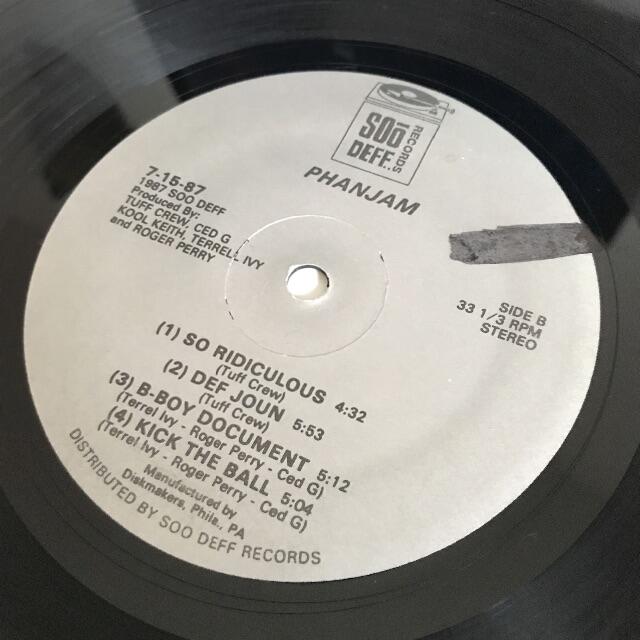 SOO
DEFF.
RECORDS
PHANJAM
7-15-87
1987 SOO DEFF
Produced By:
TUFF CREW, CED G
KOOL KEITH, TERRELL IVY
and ROGER PERRY
SIDE B
33 1/3 RPM
STEREO
(1) SO RIDICULOUS 4:32
(Tuff Crew)
(2) DEF JOUN 5:53
(Tuff Crew)
(3) B-BOY DOCUMENT 5:12
(Terrel Ivy - Roger Perry - Ced G)
(4) KICK THE BALL 5:04
(Terrel Ivy - Roger Perry - Ced G)
Manufactured by
Diskmakers, Phila., PA
DISTRIBUTED BY SOO DEFF RECORDS